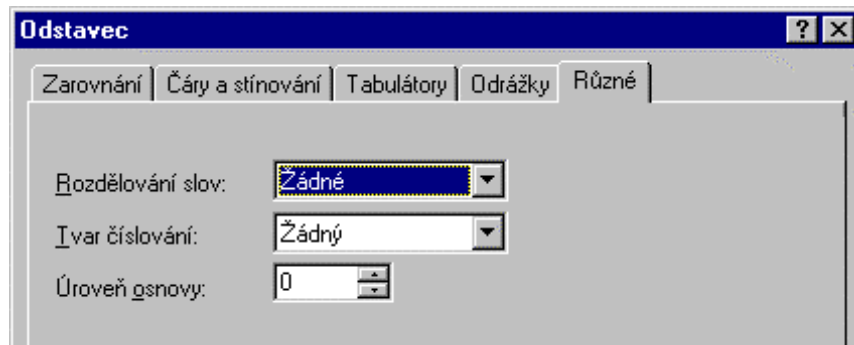 Odstavec
Zarovnání Čáry a stínování Tabulátory Odrážky Různé
Rozdělování slov: Žádné
Tvar číslování: Žádný
Úroveň osnovy: 0